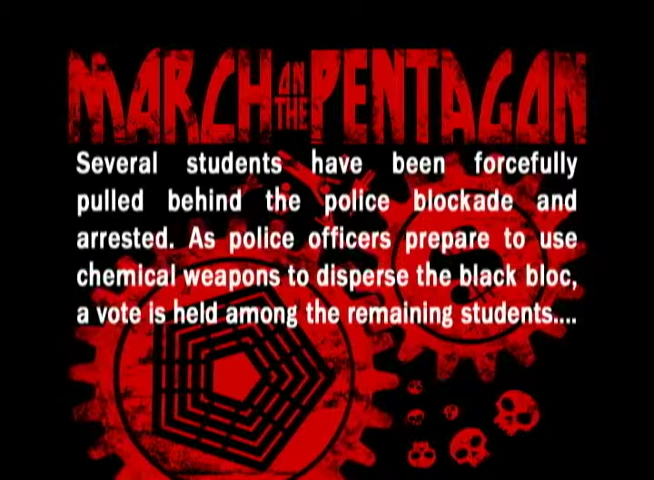 MARCH ON THE PENTAGON
Several students have been forcefully
pulled behind the police blockade and
arrested. As police officers prepare to use
chemical weapons to disperse the black bloc,
a vote is held among the remaining students....